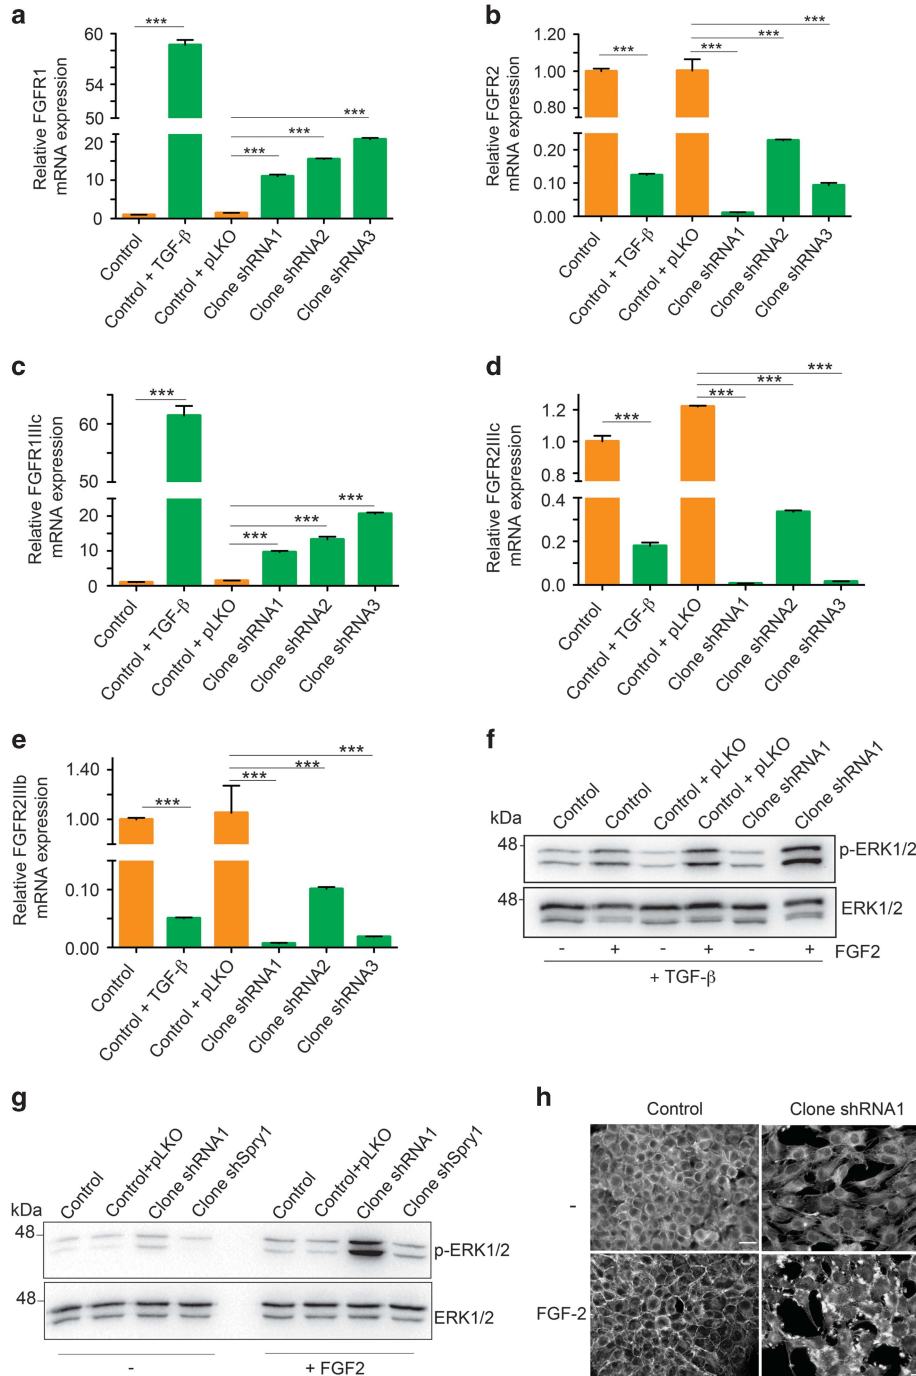 a
Relative FGFR1
mRNA expression
60
54
50
20
10
0
***
***
***
***
Control
Control + TGF-β
Control + pLKO
Clone shRNA1
Clone shRNA2
Clone shRNA3
b
Relative FGFR2
mRNA expression
1.20
1.00
0.80
0.20
0.10
0.00
***
***
***
***
Control
Control + TGF-β
Control + pLKO
Clone shRNA1
Clone shRNA2
Clone shRNA3
c
Relative FGFR1IIIc
mRNA expression
60
50
20
10
0
***
***
***
***
Control
Control + TGF-β
Control + pLKO
Clone shRNA1
Clone shRNA2
Clone shRNA3
d
Relative FGFR2IIIc
mRNA expression
1.2
1.0
0.8
0.4
0.2
0.0
***
***
***
***
Control
Control + TGF-β
Control + pLKO
Clone shRNA1
Clone shRNA2
Clone shRNA3
e
Relative FGFR2IIIb
mRNA expression
1.40
1.00
0.10
0.00
***
***
***
***
Control
Control + TGF-β
Control + pLKO
Clone shRNA1
Clone shRNA2
Clone shRNA3
f
Control
Control
Control + pLKO
Control + pLKO
Clone shRNA1
Clone shRNA1
kDa
48
p-ERK1/2
48
ERK1/2
- + - + - + FGF2
+ TGF-β
g
Control
Control+pLKO
Clone shRNA1
Clone shSpry1
Control
Control + pLKO
Clone shRNA1
Clone shSpry1
kDa
48
p-ERK1/2
48
ERK1/2
- + FGF2
h
Control Clone shRNA1
-
FGF-2